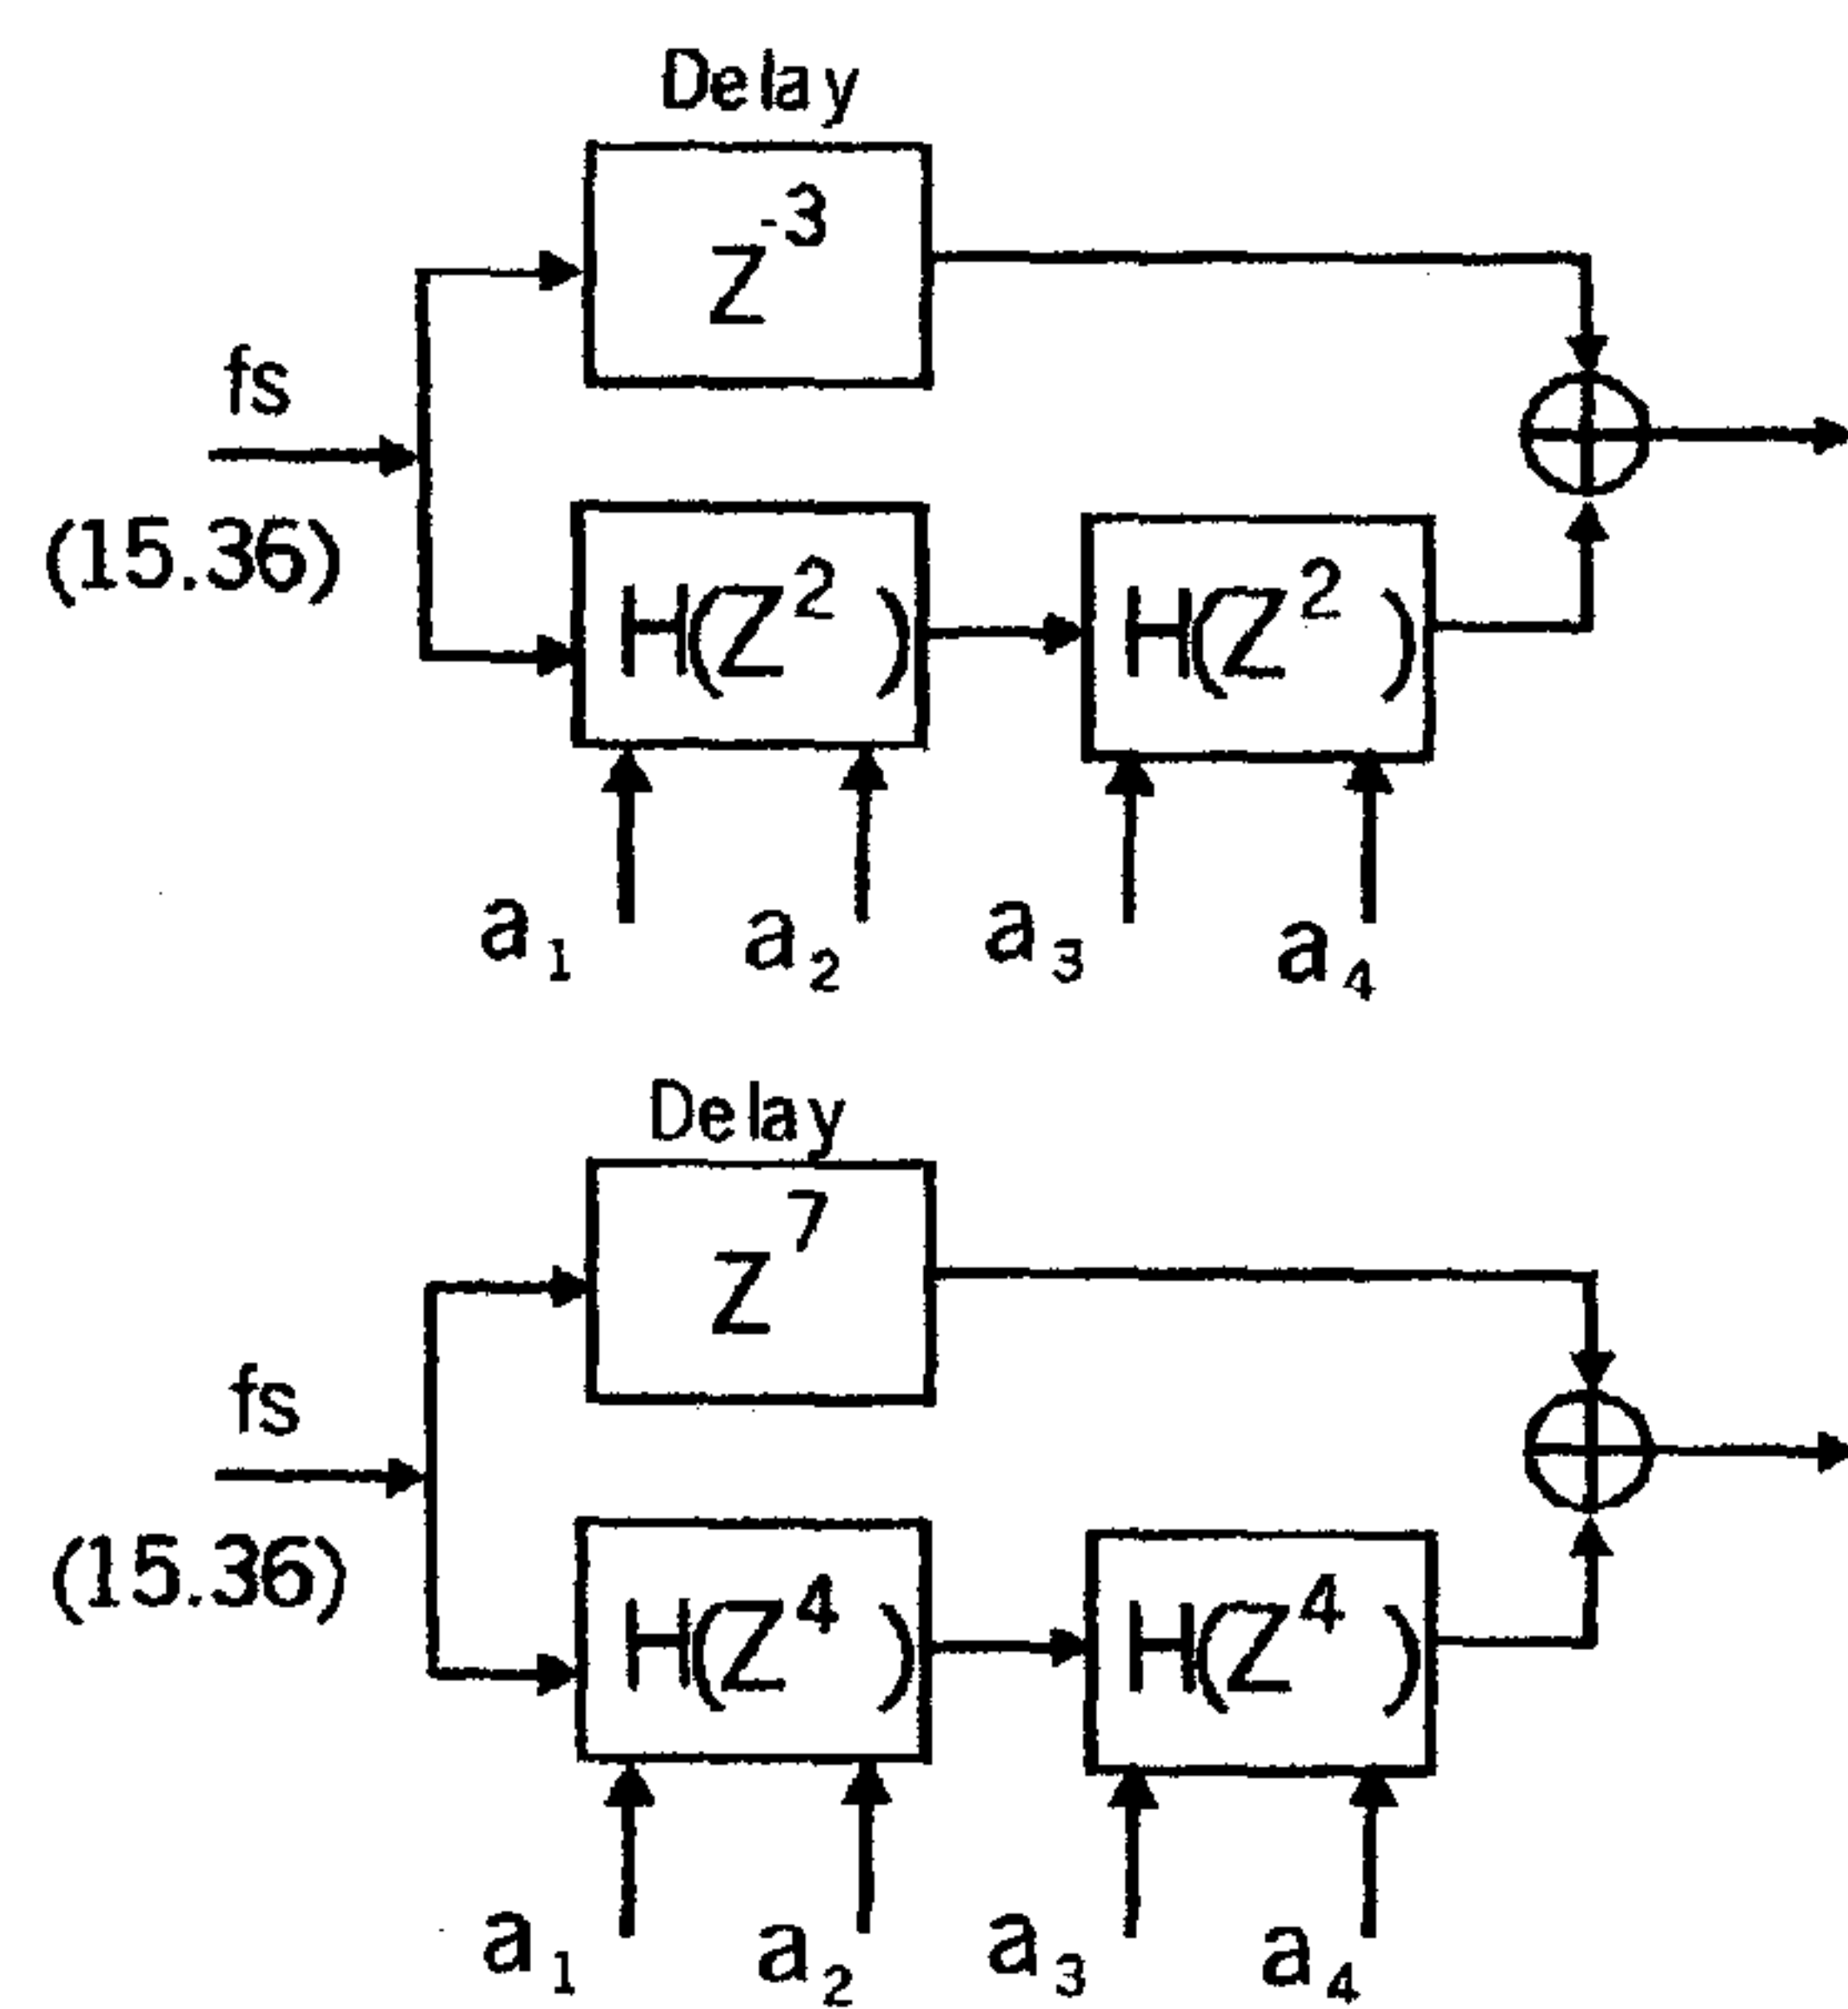 Delay
Z⁻³
fs
(15.36)
H(Z²)
H(Z²)
a₁
a₂
a₃
a₄
Delay
Z⁷
fs
(15.36)
H(Z⁴)
H(Z⁴)
a₁
a₂
a₃
a₄